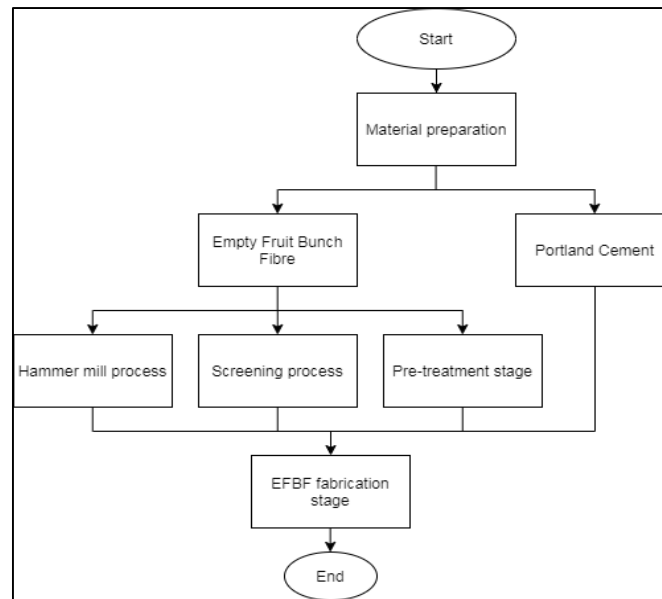 Start
Material preparation
Empty Fruit Bunch
Fibre
Portland Cement
Hammer mill process
Screening process
Pre-treatment stage
EFBF fabrication
stage
End